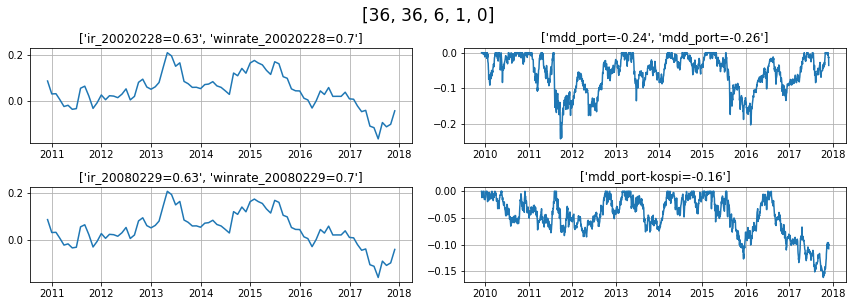 [36, 36, 6, 1, 0]
['ir_20020228=0.63', 'winrate_20020228=0.7']
0.2
0.0
2011 2012 2013 2014 2015 2016 2017 2018
['mdd_port=-0.24', 'mdd_port=-0.26']
0.0
−0.1
−0.2
2010 2011 2012 2013 2014 2015 2016 2017 2018
['ir_20080229=0.63', 'winrate_20080229=0.7']
0.2
0.0
2011 2012 2013 2014 2015 2016 2017 2018
['mdd_port-kospi=-0.16']
0.00
−0.05
−0.10
−0.15
2010 2011 2012 2013 2014 2015 2016 2017 2018